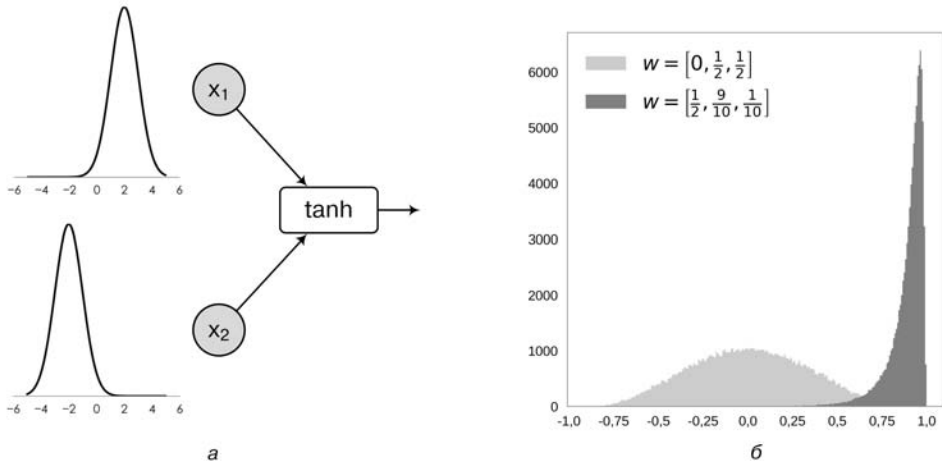 x₁
−6 −4 −2 0 2 4 6
tanh
x₂
−6 −4 −2 0 2 4 6
а
w = [0, 1/2, 1/2]
w = [1/2, 9/10, 1/10]
6000
5000
4000
3000
2000
1000
0
-1,0 -0,75 -0,5 -0,25 0,0 0,25 0,5 0,75 1,0
б